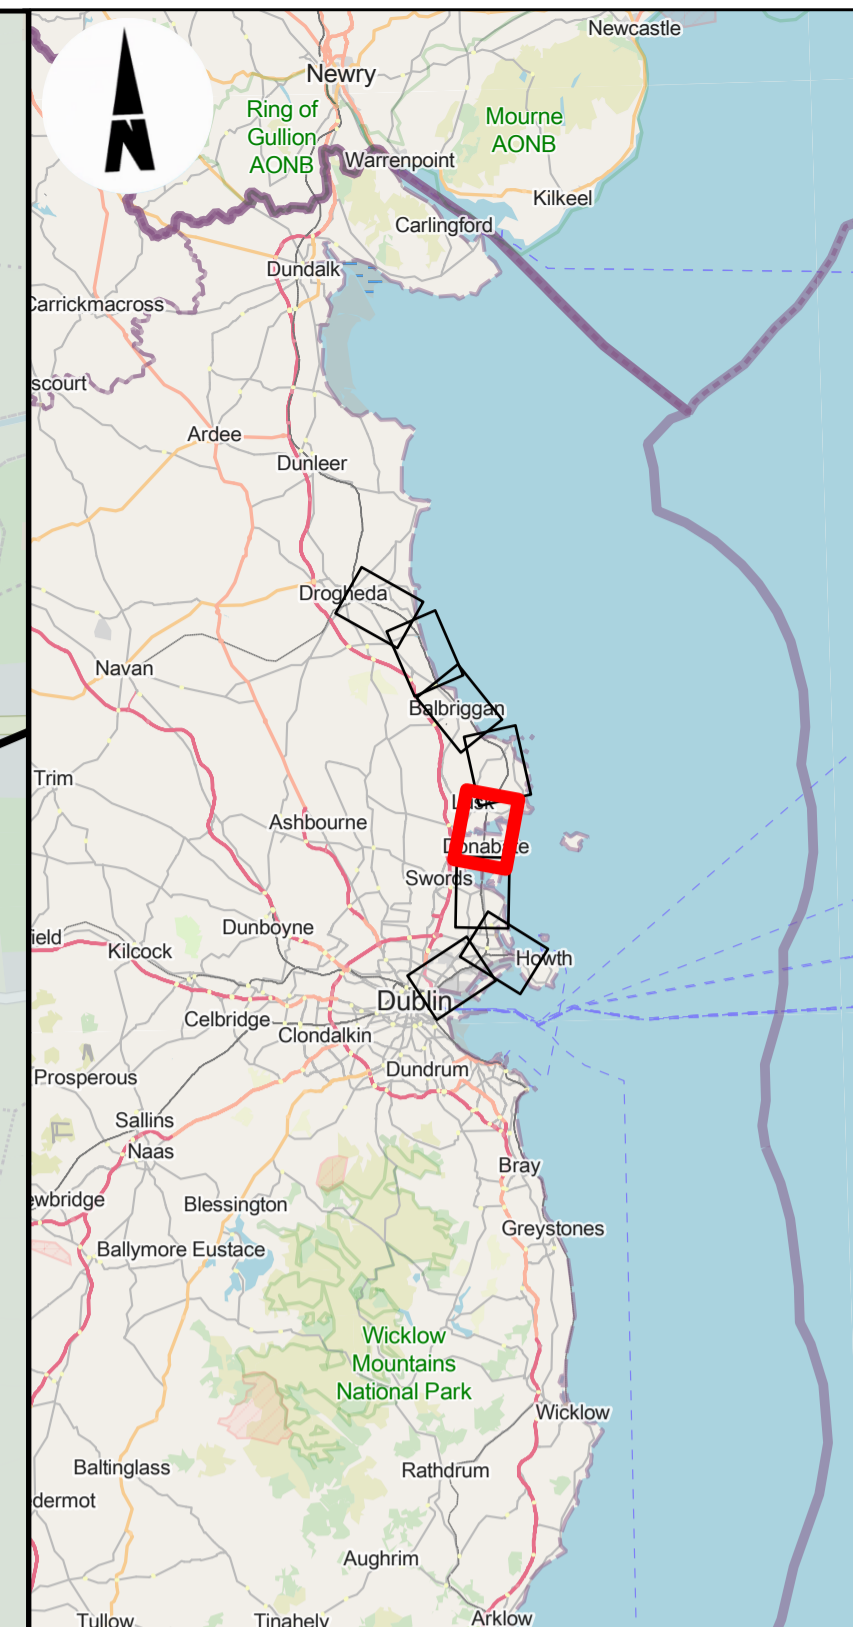 Newcastle
Newry
Ring of
Gullion
AONB
Mourne
AONB
Warrenpoint
Kilkeel
Carlingford
N
Dundalk
Carrickmacross
scourt
Ardee
Dunleer
Drogheda
Navan
Balbriggan
Trim
Lusk
Ashbourne
Donabate
Swords
Dunboyne
ield
Kilcock
Howth
Dublin
Celbridge
Clondalkin
Dundrum
Prosperous
Sallins
Naas
Bray
ewbridge
Blessington
Greystones
Ballymore Eustace
Wicklow
Mountains
National Park
Wicklow
Baltinglass
Rathdrum
dermot
Aughrim
Tullow
Tinahely
Arklow